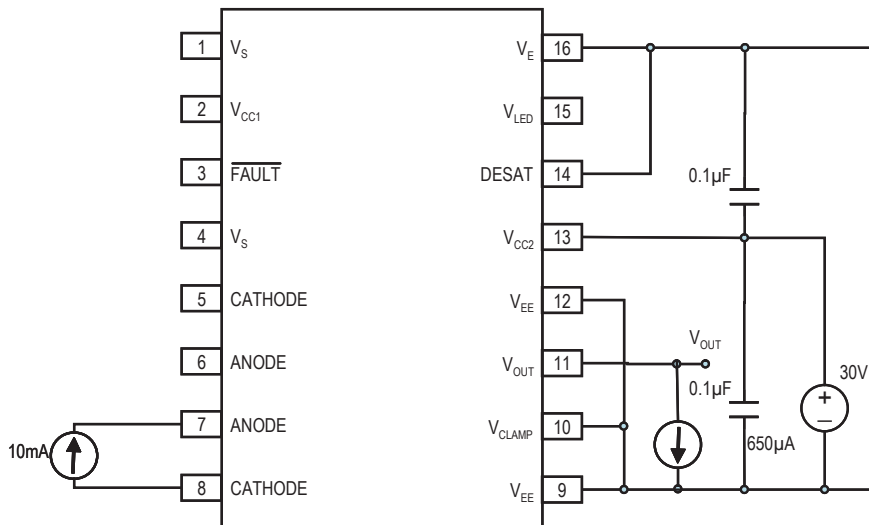 1 V_S
2 V_CC1
3 FAULT
4 V_S
5 CATHODE
6 ANODE
7 ANODE
8 CATHODE
10mA
V_E 16
V_LED 15
DESAT 14
V_CC2 13
V_EE 12
V_OUT 11
V_CLAMP 10
V_EE 9
0.1µF
V_OUT
0.1µF
30V
+
—
650µA